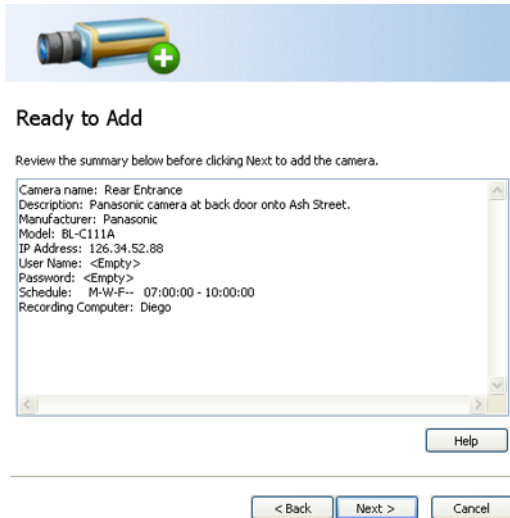 Ready to Add
Review the summary below before clicking Next to add the camera.
Camera name: Rear Entrance
Description: Panasonic camera at back door onto Ash Street.
Manufacturer: Panasonic
Model: BL-C111A
IP Address: 126.34.52.88
User Name: <Empty>
Password: <Empty>
Schedule: M-W-F-- 07:00:00 - 10:00:00
Recording Computer: Diego
Help
< Back Next > Cancel